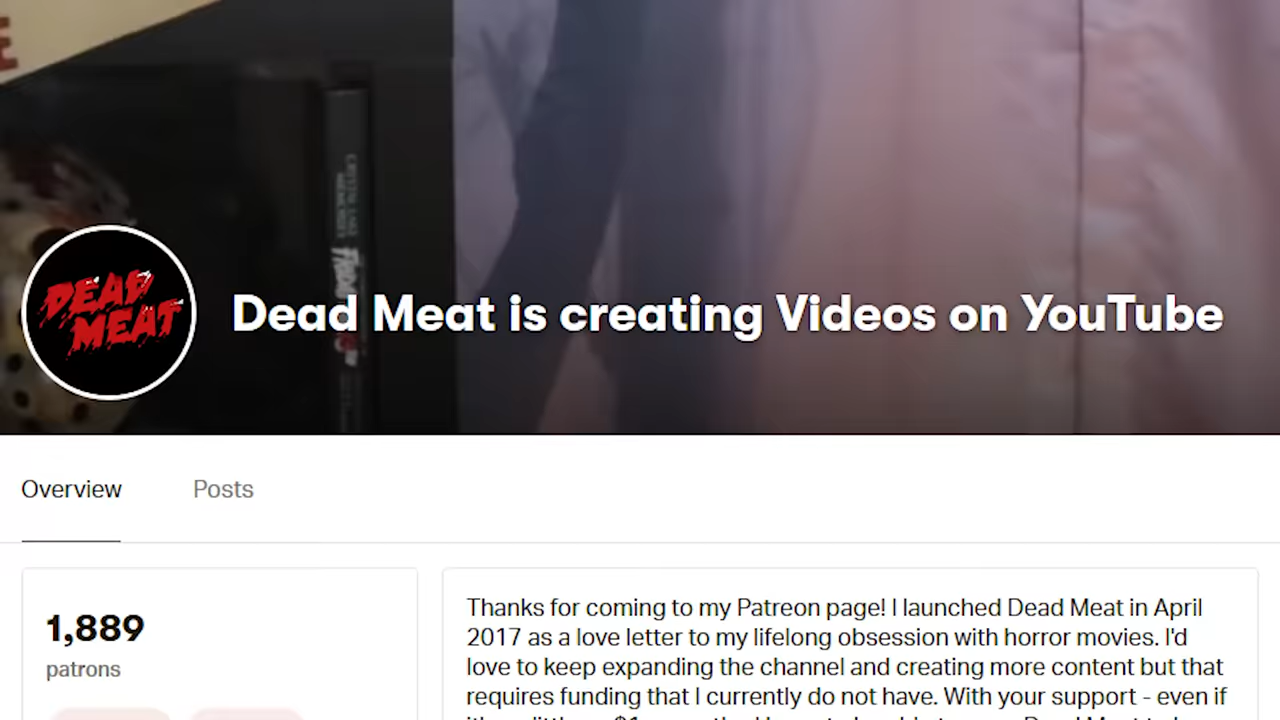 E
CRYSTAL LAKE
MEMORIES
DEAD
MEAT
Dead Meat is creating Videos on YouTube
Overview
Posts
1,889
patrons
Thanks for coming to my Patreon page! I launched Dead Meat in April
2017 as a love letter to my lifelong obsession with horror movies. I'd
love to keep expanding the channel and creating more content but that
requires funding that I currently do not have. With your support - even if